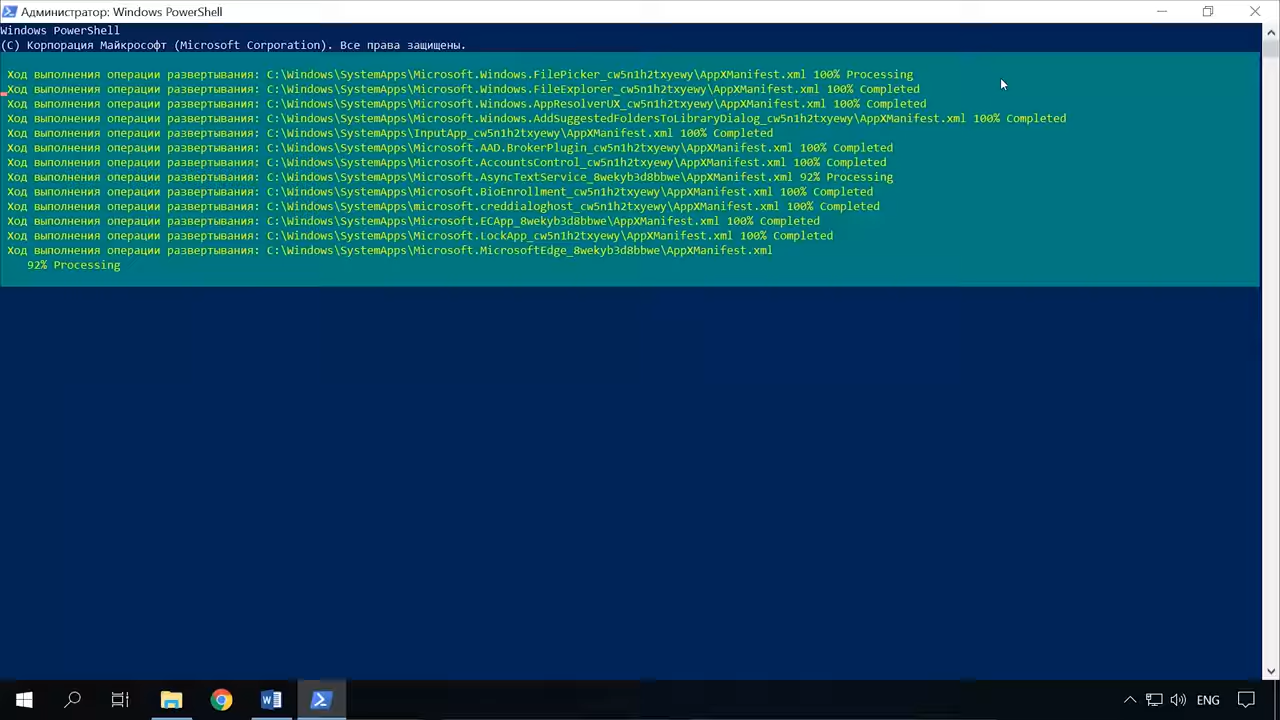 Администратор: Windows PowerShell
Windows PowerShell
(C) Корпорация Майкрософт (Microsoft Corporation). Все права защищены.
Ход выполнения операции развертывания: C:\Windows\SystemApps\Microsoft.Windows.FilePicker_cw5n1h2txyewy\AppXManifest.xml 100% Processing
Ход выполнения операции развертывания: C:\Windows\SystemApps\Microsoft.Windows.FileExplorer_cw5n1h2txyewy\AppXManifest.xml 100% Completed
Ход выполнения операции развертывания: C:\Windows\SystemApps\Microsoft.Windows.AppResolverUX_cw5n1h2txyewy\AppXManifest.xml 100% Completed
Ход выполнения операции развертывания: C:\Windows\SystemApps\Microsoft.Windows.AddSuggestedFoldersToLibraryDialog_cw5n1h2txyewy\AppXManifest.xml 100% Completed
Ход выполнения операции развертывания: C:\Windows\SystemApps\InputApp_cw5n1h2txyewy\AppXManifest.xml 100% Completed
Ход выполнения операции развертывания: C:\Windows\SystemApps\Microsoft.AAD.BrokerPlugin_cw5n1h2txyewy\AppXManifest.xml 100% Completed
Ход выполнения операции развертывания: C:\Windows\SystemApps\Microsoft.AccountsControl_cw5n1h2txyewy\AppXManifest.xml 100% Completed
Ход выполнения операции развертывания: C:\Windows\SystemApps\Microsoft.AsyncTextService_8wekyb3d8bbwe\AppXManifest.xml 92% Processing
Ход выполнения операции развертывания: C:\Windows\SystemApps\Microsoft.BioEnrollment_cw5n1h2txyewy\AppXManifest.xml 100% Completed
Ход выполнения операции развертывания: C:\Windows\SystemApps\microsoft.creddialoghost_cw5n1h2txyewy\AppXManifest.xml 100% Completed
Ход выполнения операции развертывания: C:\Windows\SystemApps\Microsoft.ECApp_8wekyb3d8bbwe\AppXManifest.xml 100% Completed
Ход выполнения операции развертывания: C:\Windows\SystemApps\Microsoft.LockApp_cw5n1h2txyewy\AppXManifest.xml 100% Completed
Ход выполнения операции развертывания: C:\Windows\SystemApps\Microsoft.MicrosoftEdge_8wekyb3d8bbwe\AppXManifest.xml
92% Processing
ENG